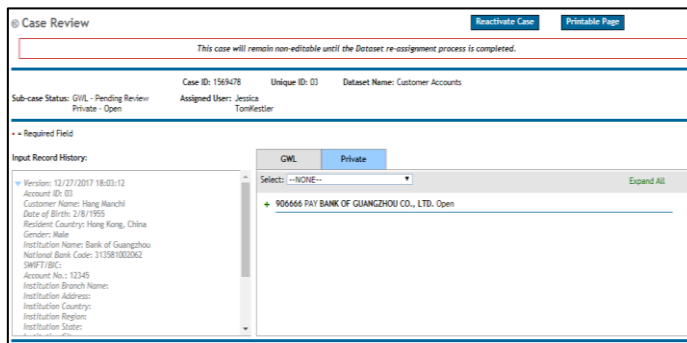 Case Review
Reactivate Case
Printable Page
This case will remain non-editable until the Dataset re-assignment process is completed.
Case ID: 1569478 Unique ID: 03 Dataset Name: Customer Accounts
Sub-case Status: GWL - Pending Review Assigned User: Jessica
Private - Open TomKestler
- = Required Field
Input Record History:
GWL Private
Select: --NONE-- Expand All
+ 906666 PAY BANK OF GUANGZHOU CO., LTD. Open
Version: 12/27/2017 18:03:12
Account ID: 03
Customer Name: Hang Manchi
Date of Birth: 2/8/1955
Resident Country: Hong Kong, China
Gender: Male
Institution Name: Bank of Guangzhou
National Bank Code: 313581002062
SWIFT/BIC:
Account No.: 12345
Institution Branch Name:
Institution Address:
Institution Country:
Institution Region:
Institution State: